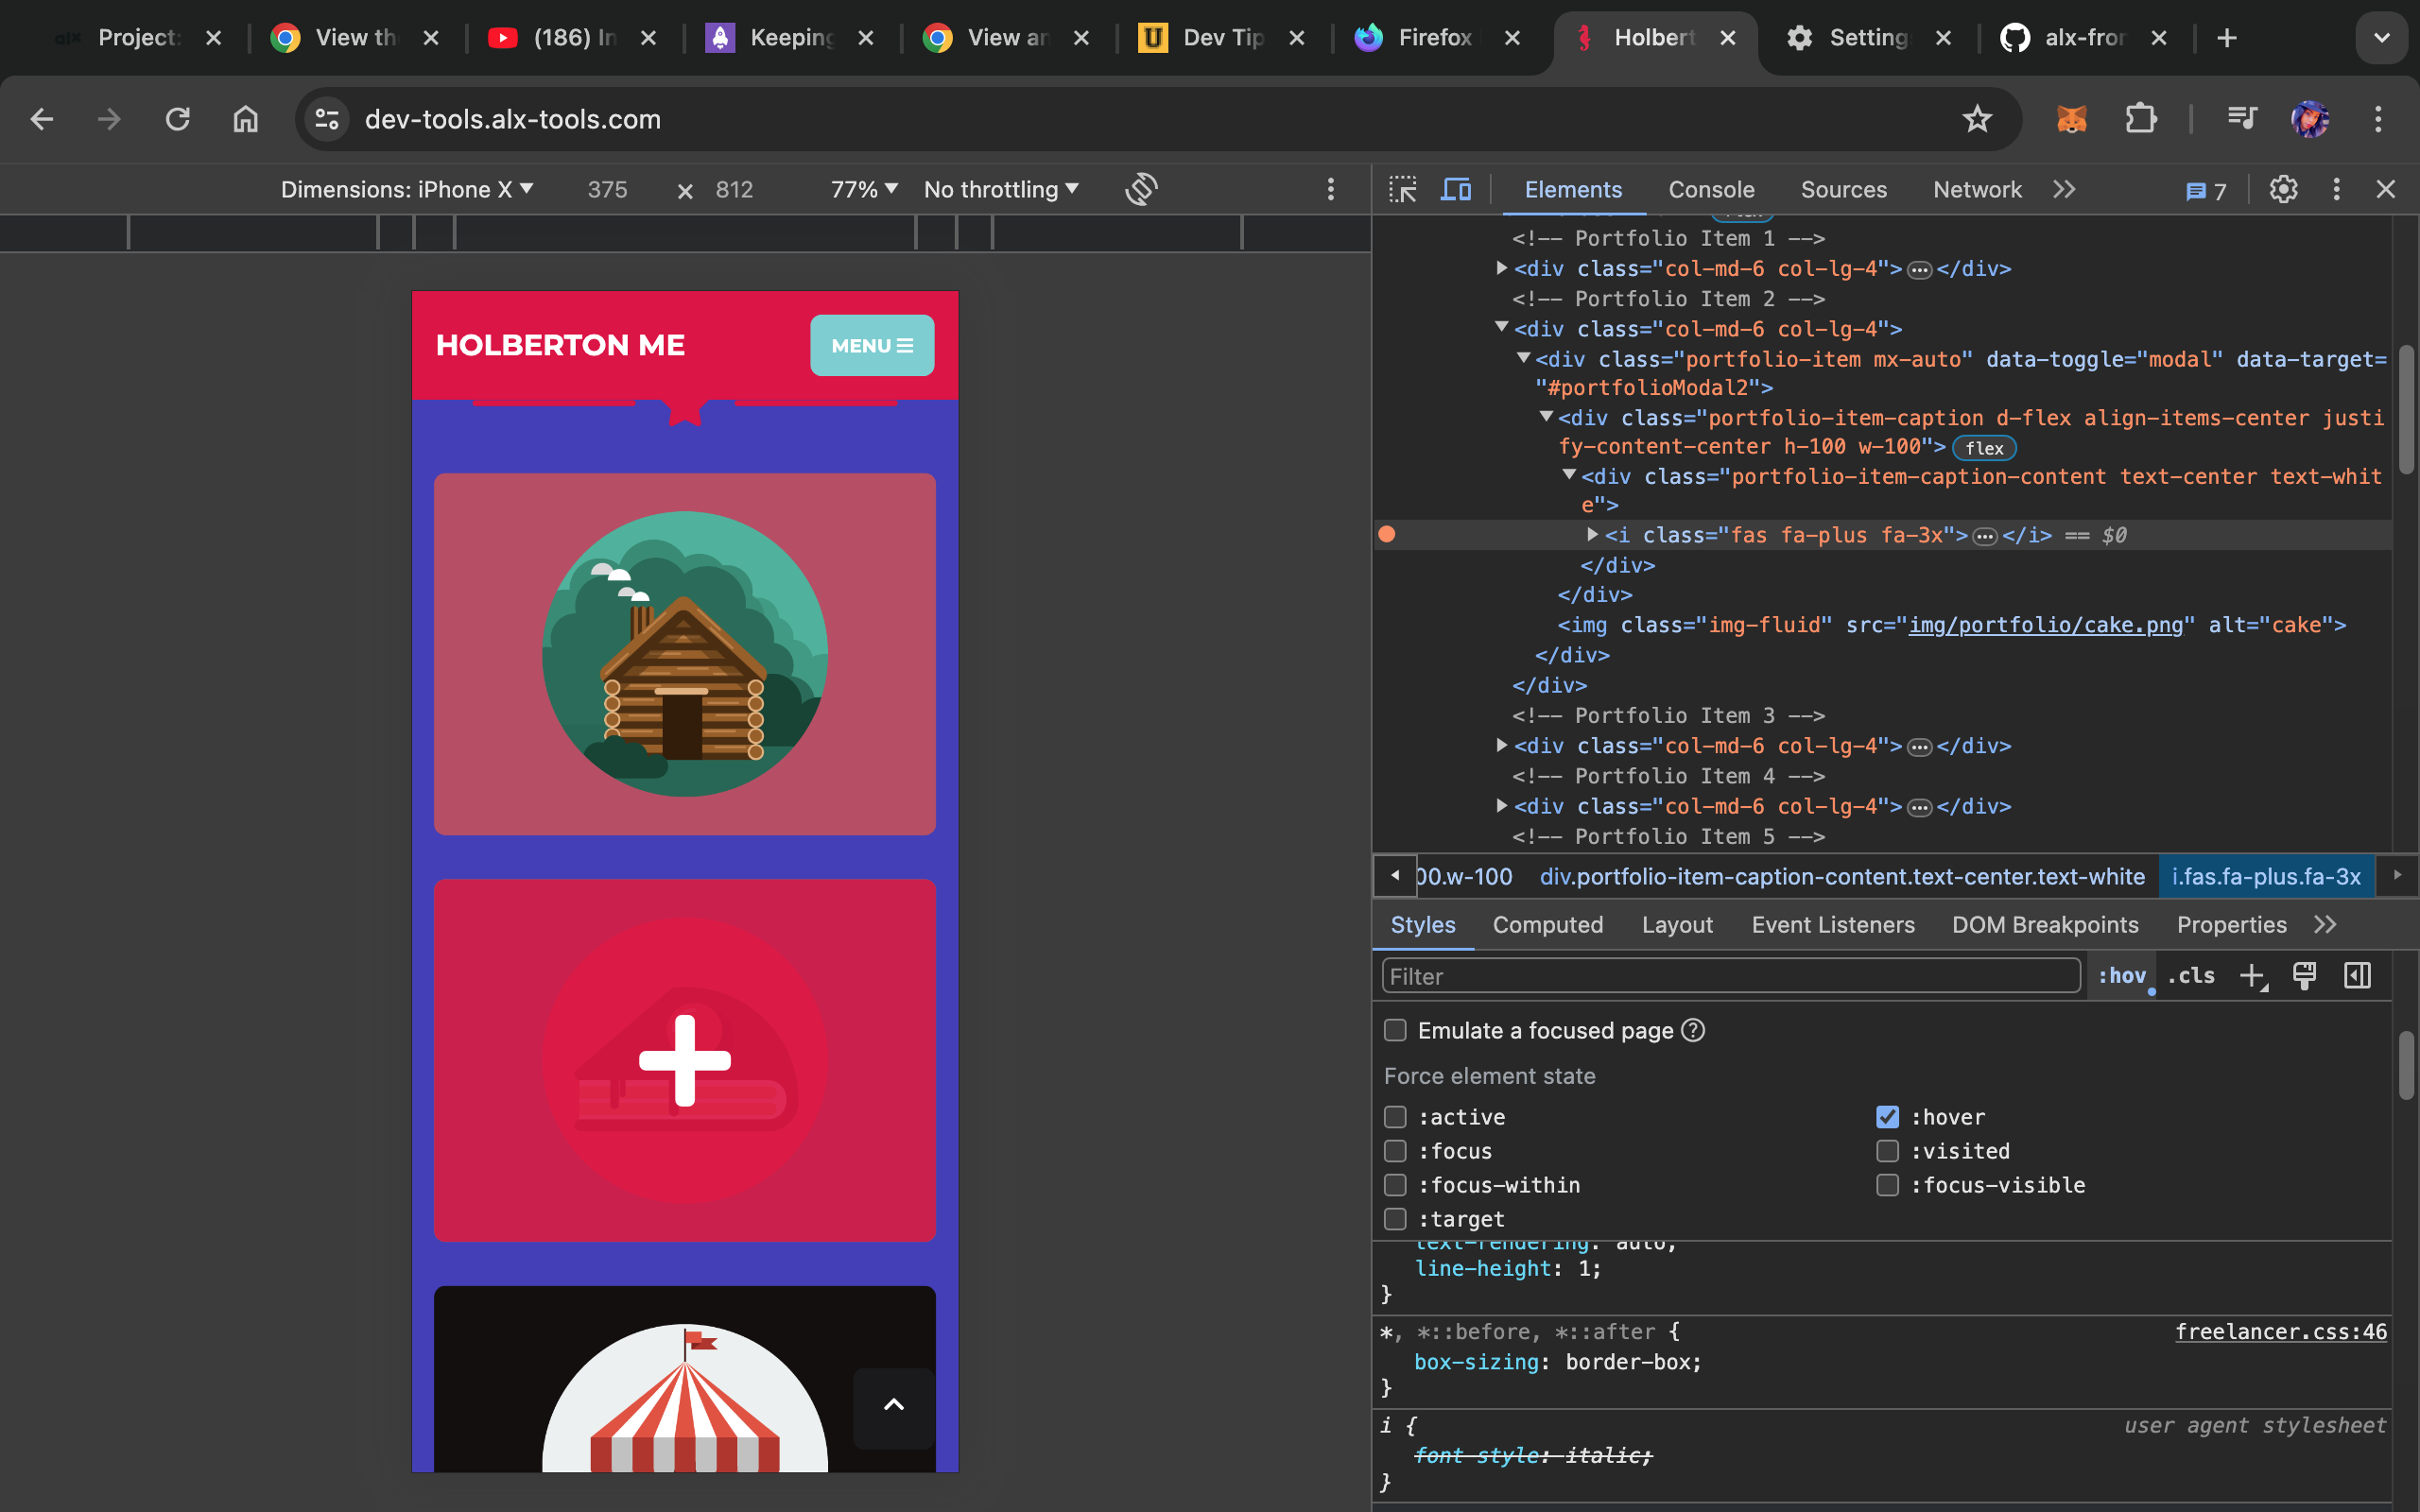 alx Project: View th (186) In Keeping View an Dev Tip Firefox Holbert Setting alx-fron
dev-tools.alx-tools.com
Dimensions: iPhone X 375 × 812 77% No throttling
Elements Console Sources Network 7
HOLBERTON ME
MENU
<!-- Portfolio Item 1 -->
<div class="col-md-6 col-lg-4">…</div>
<!-- Portfolio Item 2 -->
<div class="col-md-6 col-lg-4">
<div class="portfolio-item mx-auto" data-toggle="modal" data-target=
"#portfolioModal2">
<div class="portfolio-item-caption d-flex align-items-center justi
fy-content-center h-100 w-100"> flex
<div class="portfolio-item-caption-content text-center text-whit
e">
<i class="fas fa-plus fa-3x">…</i> == $0
</div>
</div>
<img class="img-fluid" src="img/portfolio/cake.png" alt="cake">
</div>
</div>
<!-- Portfolio Item 3 -->
<div class="col-md-6 col-lg-4">…</div>
<!-- Portfolio Item 4 -->
<div class="col-md-6 col-lg-4">…</div>
<!-- Portfolio Item 5 -->
00.w-100 div.portfolio-item-caption-content.text-center.text-white i.fas.fa-plus.fa-3x
Styles Computed Layout Event Listeners DOM Breakpoints Properties
Filter :hov .cls
Emulate a focused page ?
Force element state
:active :hover
:focus :visited
:focus-within :focus-visible
:target
text-rendering: auto;
line-height: 1;
}
*, *::before, *::after { freelancer.css:46
box-sizing: border-box;
}
i { user agent stylesheet
font-style: italic;
}